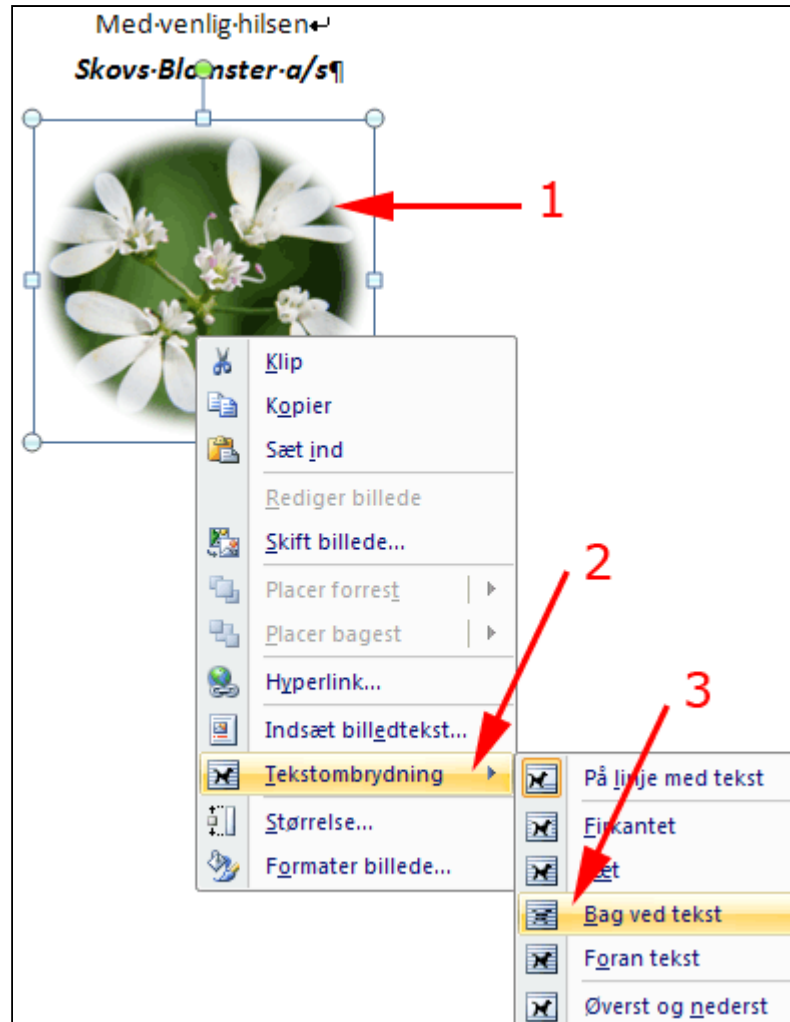 Med·venlig·hilsen↵
Skovs·Blomster·a/s¶
1
Klip
Kopier
Sæt ind
Rediger billede
Skift billede...
2
Placer forrest
Placer bagest
Hyperlink...
3
Indsæt billedtekst...
Tekstombrydning
På linje med tekst
Størrelse...
Firkantet
Formater billede...
Tæt
Bag ved tekst
Foran tekst
Øverst og nederst